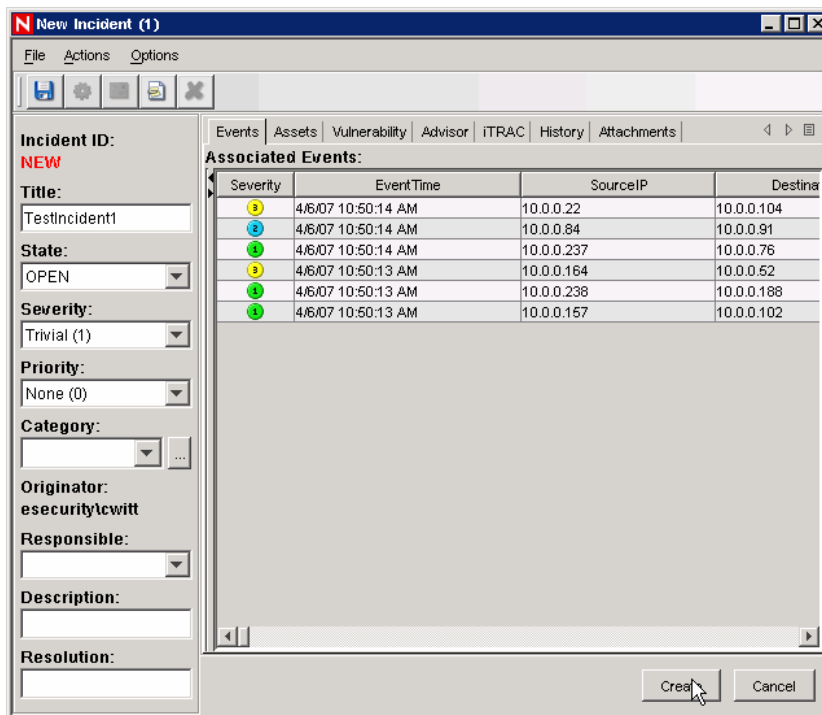 N New Incident (1)
File Actions Options
Incident ID:
NEW
Title:
TestIncident1
State:
OPEN
Severity:
Trivial (1)
Priority:
None (0)
Category:
...
Originator:
esecurity\cwitt
Responsible:
Description:
Resolution:
Events Assets Vulnerability Advisor iTRAC History Attachments
Associated Events:
Severity EventTime SourceIP Destina
3 4/6/07 10:50:14 AM 10.0.0.22 10.0.0.104
2 4/6/07 10:50:14 AM 10.0.0.84 10.0.0.91
1 4/6/07 10:50:14 AM 10.0.0.237 10.0.0.76
3 4/6/07 10:50:13 AM 10.0.0.164 10.0.0.52
1 4/6/07 10:50:13 AM 10.0.0.238 10.0.0.188
1 4/6/07 10:50:13 AM 10.0.0.157 10.0.0.102
Create Cancel